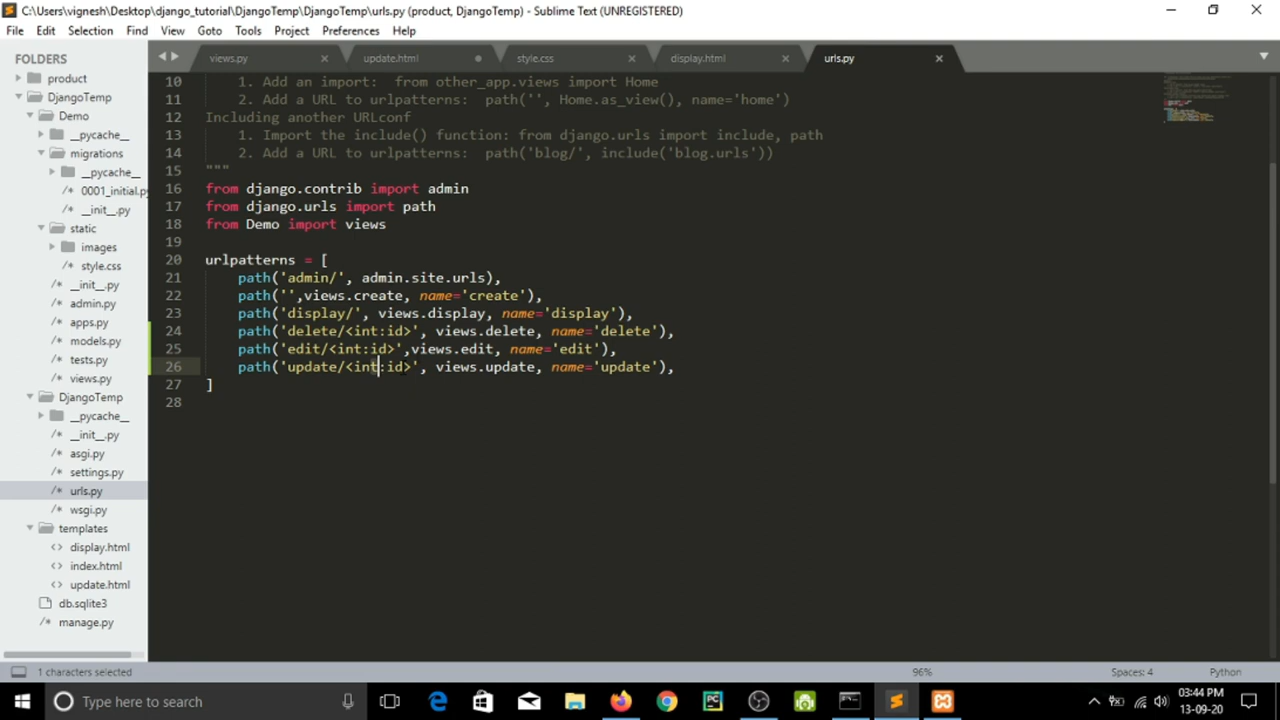 C:\Users\vignesh\Desktop\django_tutorial\DjangoTemp\DjangoTemp\urls.py (product, DjangoTemp) - Sublime Text (UNREGISTERED)
File Edit Selection Find View Goto Tools Project Preferences Help
FOLDERS
product
DjangoTemp
Demo
__pycache__
migrations
__pycache__
/* 0001_initial.py
/* __init__.py
static
images
/* style.css
/* __init__.py
/* admin.py
/* apps.py
/* models.py
/* tests.py
/* views.py
DjangoTemp
__pycache__
/* __init__.py
/* asgi.py
/* settings.py
/* urls.py
/* wsgi.py
templates
<> display.html
<> index.html
<> update.html
db.sqlite3
/* manage.py
views.py update.html style.css display.html urls.py
10 1. Add an import: from other_app.views import Home
11 2. Add a URL to urlpatterns: path('', Home.as_view(), name='home')
12 Including another URLconf
13 1. Import the include() function: from django.urls import include, path
14 2. Add a URL to urlpatterns: path('blog/', include('blog.urls'))
15 """
16 from django.contrib import admin
17 from django.urls import path
18 from Demo import views
19
20 urlpatterns = [
21 path('admin/', admin.site.urls),
22 path('',views.create, name='create'),
23 path('display/', views.display, name='display'),
24 path('delete/<int:id>', views.delete, name='delete'),
25 path('edit/<int:id>',views.edit, name='edit'),
26 path('update/<int:id>', views.update, name='update'),
27 ]
28
1 characters selected 96% Spaces: 4 Python
Type here to search
03:44 PM
13-09-20